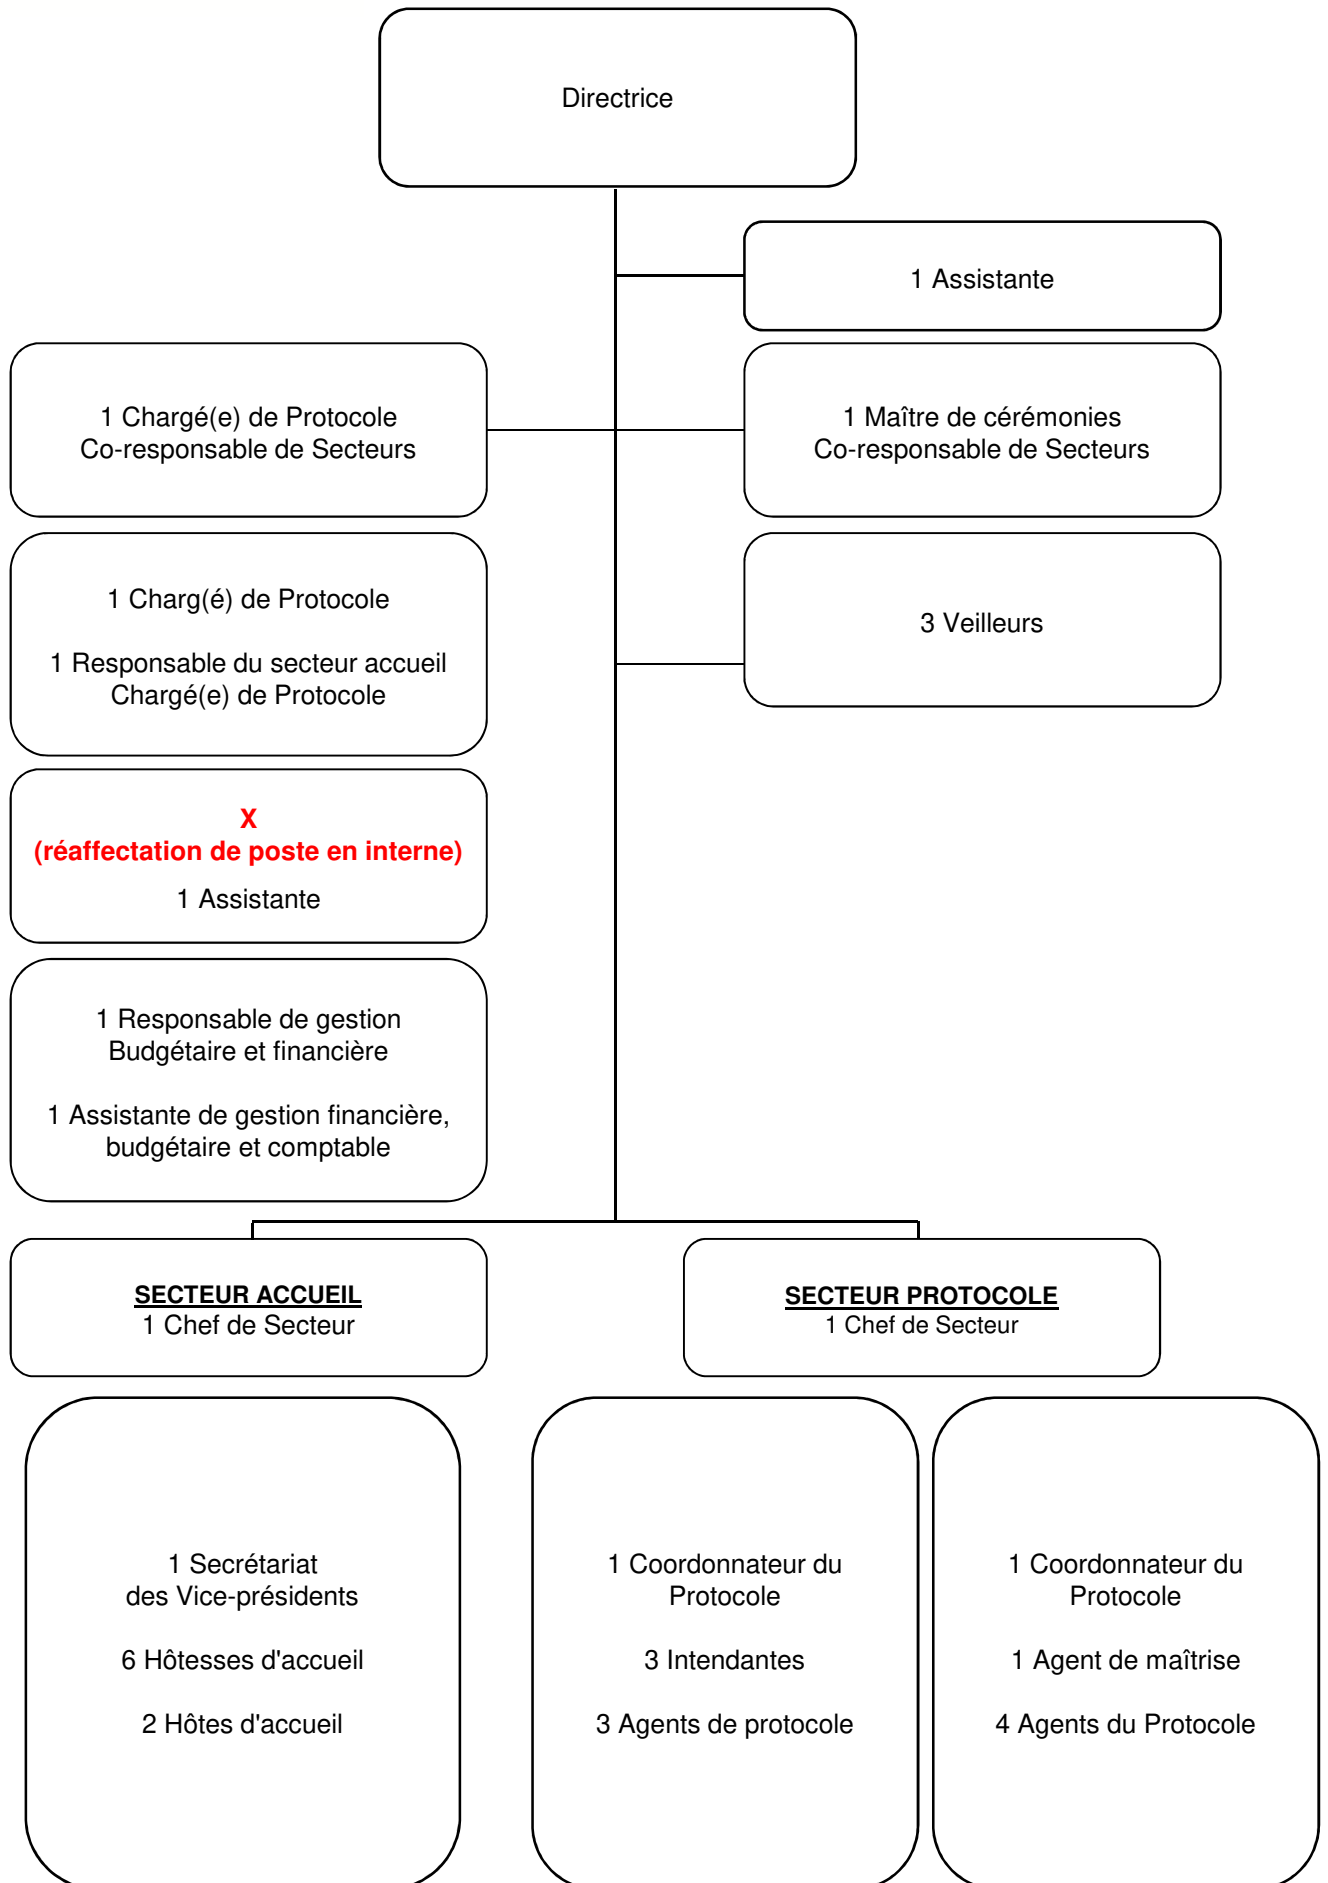 Directrice
1 Assistante
1 Chargé(e) de Protocole
Co-responsable de Secteurs
1 Maître de cérémonies
Co-responsable de Secteurs
1 Charg(é) de Protocole
1 Responsable du secteur accueil
Chargé(e) de Protocole
3 Veilleurs
X
(réaffectation de poste en interne)
1 Assistante
1 Responsable de gestion
Budgétaire et financière
1 Assistante de gestion financière,
budgétaire et comptable
SECTEUR ACCUEIL
1 Chef de Secteur
SECTEUR PROTOCOLE
1 Chef de Secteur
1 Secrétariat
des Vice-présidents
6 Hôtesses d'accueil
2 Hôtes d'accueil
1 Coordonnateur du
Protocole
3 Intendantes
3 Agents de protocole
1 Coordonnateur du
Protocole
1 Agent de maîtrise
4 Agents du Protocole